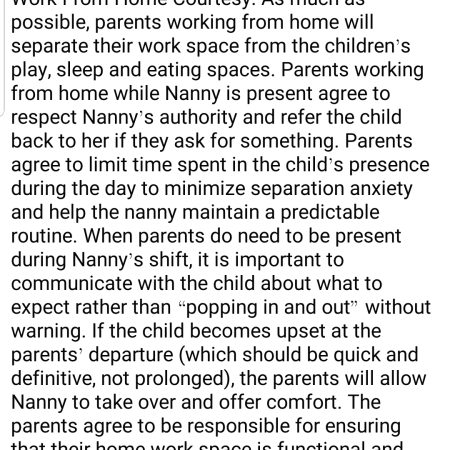 Work From Home Courtesy: As much as
possible, parents working from home will
separate their work space from the children’s
play, sleep and eating spaces. Parents working
from home while Nanny is present agree to
respect Nanny’s authority and refer the child
back to her if they ask for something. Parents
agree to limit time spent in the child’s presence
during the day to minimize separation anxiety
and help the nanny maintain a predictable
routine. When parents do need to be present
during Nanny’s shift, it is important to
communicate with the child about what to
expect rather than “popping in and out” without
warning. If the child becomes upset at the
parents’ departure (which should be quick and
definitive, not prolonged), the parents will allow
Nanny to take over and offer comfort. The
parents agree to be responsible for ensuring
that their home work space is functional and